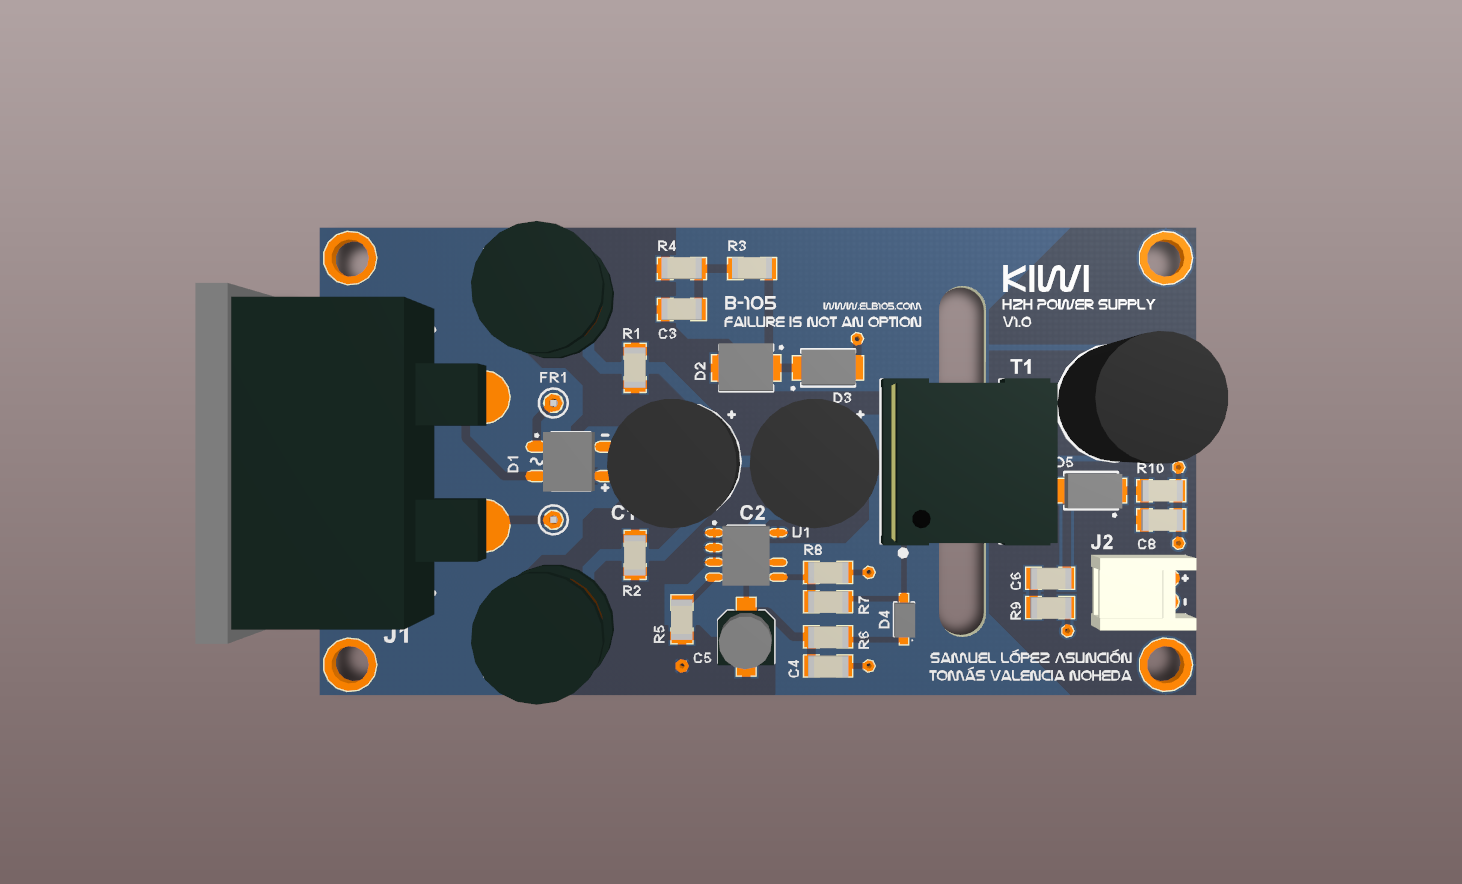 R4
R3
KIWI
H2H POWER SUPPLY
V1.0
B-105
WWW.ELB105.COM
FAILURE IS NOT AN OPTION
R1
C3
D2
T1
FR1
D3
D1
D5
R10
C1
C2
U1
J2
C8
R8
R2
C6
R7
R9
D4
R5
R6
J1
C5
C4
SAMUEL LÓPEZ ASUNCIÓN
TOMÁS VALENCIA NOHEDA